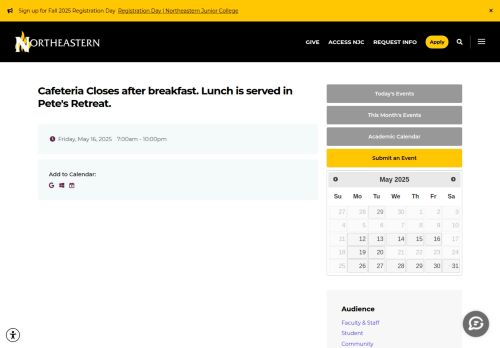 Sign up for Fall 2025 Registration Day Registration Day | Northeastern Junior College ×
NORTHEASTERN GIVE ACCESS NJC REQUEST INFO Apply
Cafeteria Closes after breakfast. Lunch is served in
Pete's Retreat.
Friday, May 16, 2025 7:00am - 10:00pm
Add to Calendar:
Today's Events
This Month's Events
Academic Calendar
Submit an Event
May 2025
Su Mo Tu We Th Fr Sa
27 28 29 30 1 2 3
4 5 6 7 8 9 10
11 12 13 14 15 16 17
18 19 20 21 22 23 24
25 26 27 28 29 30 31
Audience
Faculty & Staff
Student
Community